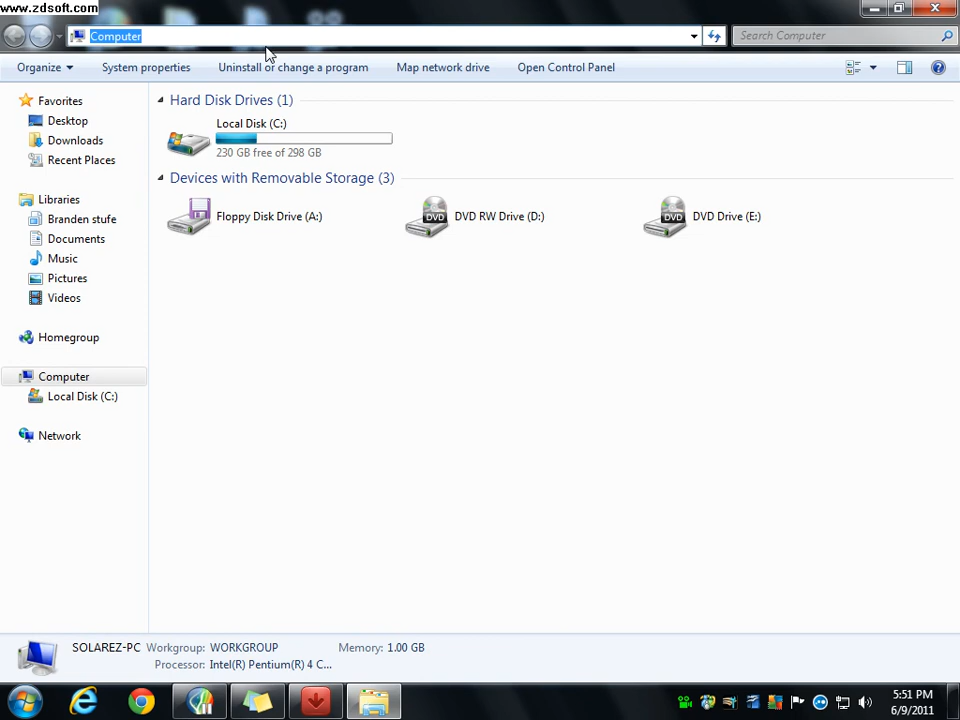 www.zdsoft.com
Computer
Search Computer
Organize
System properties
Uninstall or change a program
Map network drive
Open Control Panel
Favorites
Desktop
Downloads
Recent Places
Libraries
Branden stufe
Documents
Music
Pictures
Videos
Homegroup
Computer
Local Disk (C:)
Network
Hard Disk Drives (1)
Local Disk (C:)
230 GB free of 298 GB
Devices with Removable Storage (3)
Floppy Disk Drive (A:)
DVD
DVD RW Drive (D:)
DVD
DVD Drive (E:)
SOLAREZ-PC Workgroup: WORKGROUP Memory: 1.00 GB
Processor: Intel(R) Pentium(R) 4 C...
5:51 PM
6/9/2011